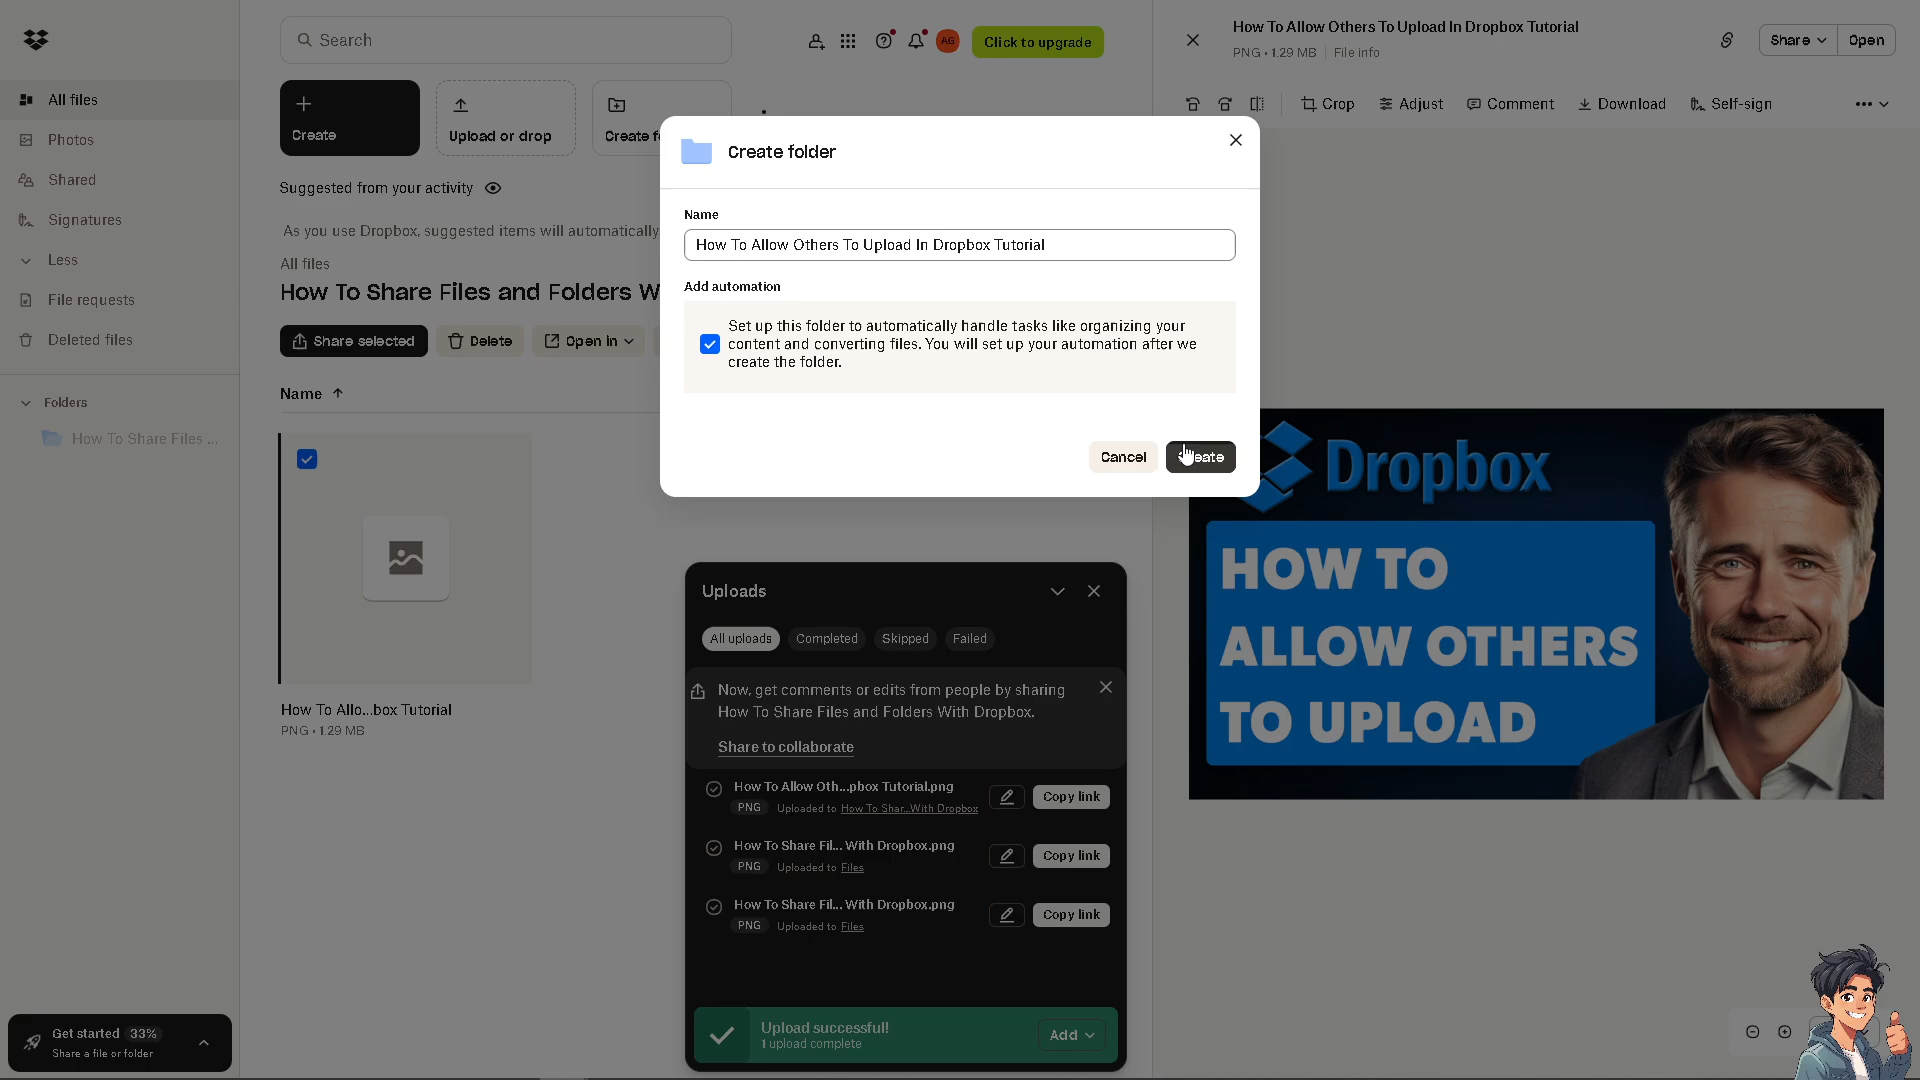 Search
AG
Click to upgrade
How To Allow Others To Upload In Dropbox Tutorial
PNG • 1.29 MB
File info
Share
Open
All files
Photos
Shared
Signatures
Less
File requests
Deleted files
Folders
How To Share Files ...
Get started 33%
Share a file or folder
Create
Upload or drop
Create f
Suggested from your activity
As you use Dropbox, suggested items will automatically
All files
How To Share Files and Folders W
Share selected
Delete
Open in
Name
How To Allo...box Tutorial
PNG • 1.29 MB
Create folder
Name
How To Allow Others To Upload In Dropbox Tutorial
Add automation
Set up this folder to automatically handle tasks like organizing your
content and converting files. You will set up your automation after we
create the folder.
Cancel
Uploads
All uploads
Completed
Skipped
Failed
Now, get comments or edits from people by sharing
How To Share Files and Folders With Dropbox.
Share to collaborate
How To Allow Oth...pbox Tutorial.png
PNG Uploaded to How To Shar...With Dropbox
Copy link
How To Share Fil... With Dropbox.png
PNG Uploaded to Files
Copy link
How To Share Fil... With Dropbox.png
PNG Uploaded to Files
Copy link
Upload successful!
1 upload complete
Add
Crop
Adjust
Comment
Download
Self-sign
Dropbox
HOW TO
ALLOW OTHERS
TO UPLOAD